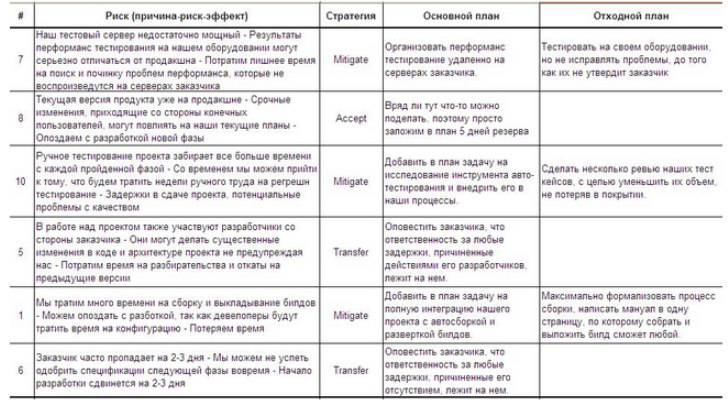 # Риск (причина-риск-эффект) Стратегия Основной план Отходной план
7
Наш тестовый сервер недостаточно мощный - Результаты
перформанс тестирования на нашем оборудовании могут
серьезно отличаться от продакшна - Потратим лишнее время
на поиск и починку проблем перформанса, которые не
воспроизведутся на серверах заказчика
Mitigate
Организовать перформанс
тестирование удаленно на
серверах заказчика.
Тестировать на своем оборудовании,
но не исправлять проблемы, до того
как их не утвердит заказчик
8
Текущая версия продукта уже на продакшне - Срочные
изменения, приходящие со стороны конечных
пользователей, могут повлиять на наши текущие планы -
Опоздаем с разработкой новой фазы
Accept
Вряд ли тут что-то можно
поделать, поэтому просто
заложим в план 5 дней резерва
10
Ручное тестирование проекта забирает все больше времени
с каждой пройденной фазой - Со временем мы можем прийти
к тому, что будем тратить недели ручного труда на регрешн
тестирование - Задержки в сдаче проекта, потенциальные
проблемы с качеством
Mitigate
Добавить в план задачу на
исследование инструмента авто-
тестирования и внедрить его в
наши процессы.
Сделать несколько ревью наших тест
кейсов, с целью уменьшить их объем,
не потеряв в покрытии.
5
В работе над проектом также участвуют разработчики со
стороны заказчика - Они могут делать существенные
изменения в коде и архитектуре проекта не предупреждая
нас - Потратим время на разбирательства и откаты на
предыдущие версии
Transfer
Оповестить заказчика, что
ответственность за любые
задержки, причиненные
действиями его разработчиков,
лежит на нем.
1
Мы тратим много времени на сборку и выкладывание билдов
- Можем опоздать с разботкой, так как девелоперы будут
тратить время на конфигурацию - Потеряем время
Mitigate
Добавить в план задачу на
полную интеграцию нашего
проекта с автосборкой и
разверткой билдов.
Максимально формализовать процесс
сборки, написать мануал в одну
страницу, по которому собрать и
выложить билд сможет любой.
6
Заказчик часто пропадает на 2-3 дня - Мы можем не успеть
одобрить спецификации следующей фазы вовремя - Начало
разработки сдвинется на 2-3 дня
Transfer
Оповестить заказчика, что
ответственность за любые
задержки, причиненные его
отсутствием, лежит на нем.